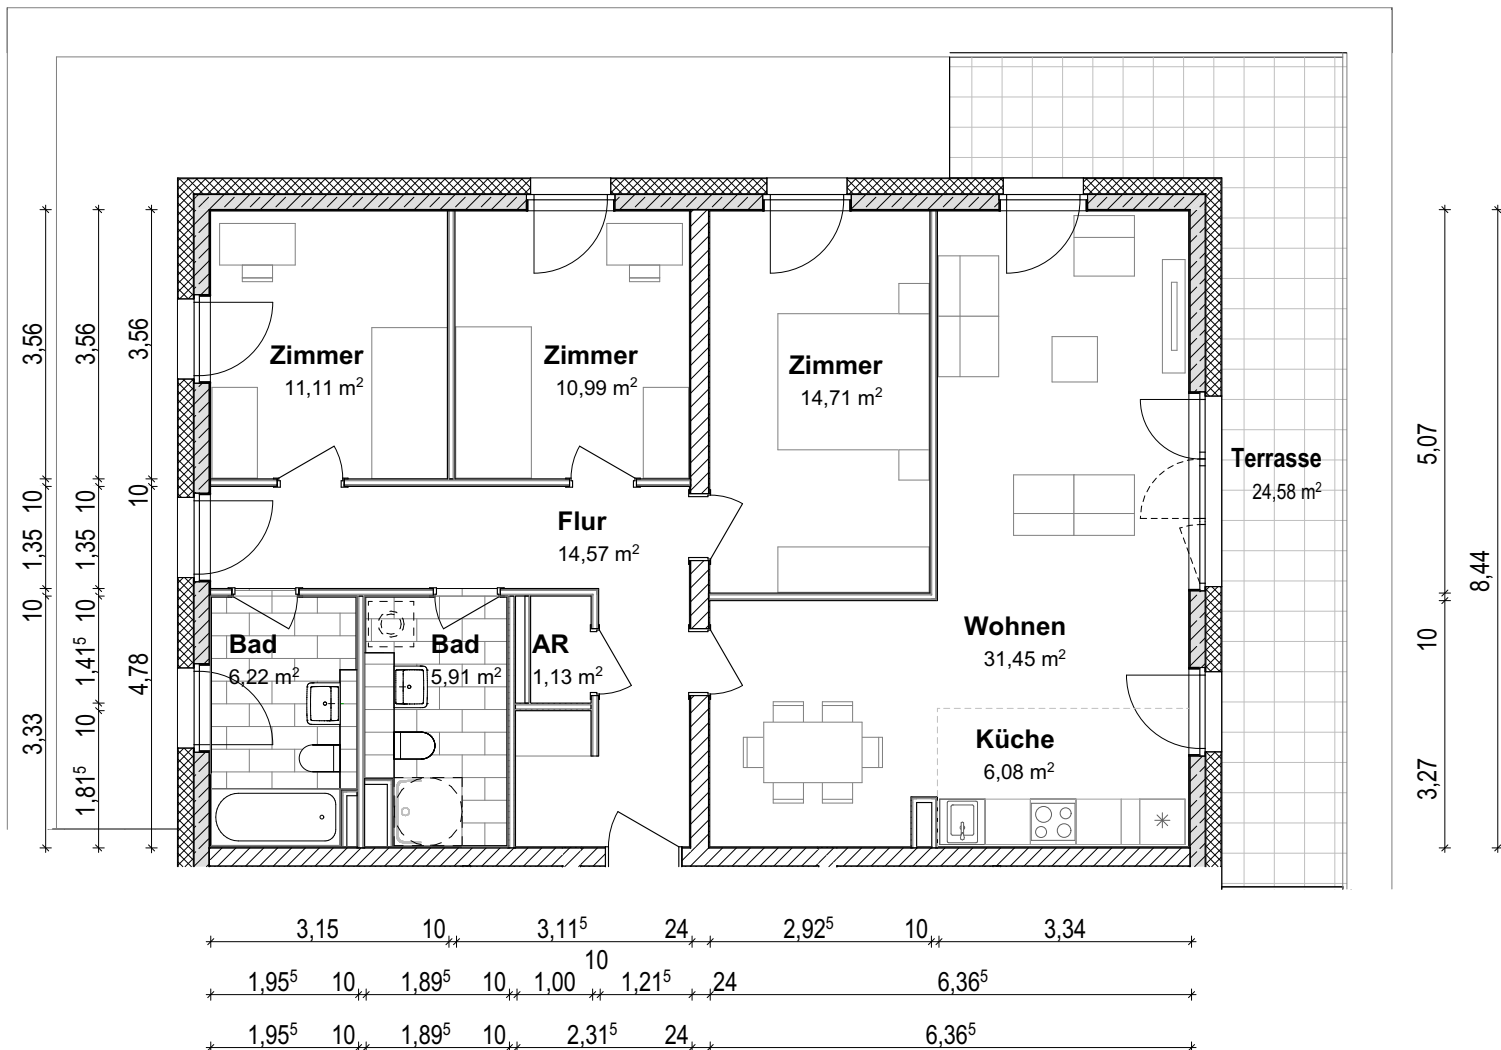 Zimmer
11,11 m²
Zimmer
10,99 m²
Zimmer
14,71 m²
Terrasse
24,58 m²
Flur
14,57 m²
Wohnen
31,45 m²
Bad
6,22 m²
Bad
5,91 m²
AR
1,13 m²
Küche
6,08 m²
3,56
10
1,35
10
3,33
3,56
10
1,35
10
1,41⁵
10
1,81⁵
3,56
10
4,78
5,07
10
3,27
8,44
3,15 10 3,11⁵ 24 2,92⁵ 10 3,34
10
1,95⁵ 10 1,89⁵ 10 1,00 1,21⁵ 24 6,36⁵
1,95⁵ 10 1,89⁵ 10 2,31⁵ 24 6,36⁵